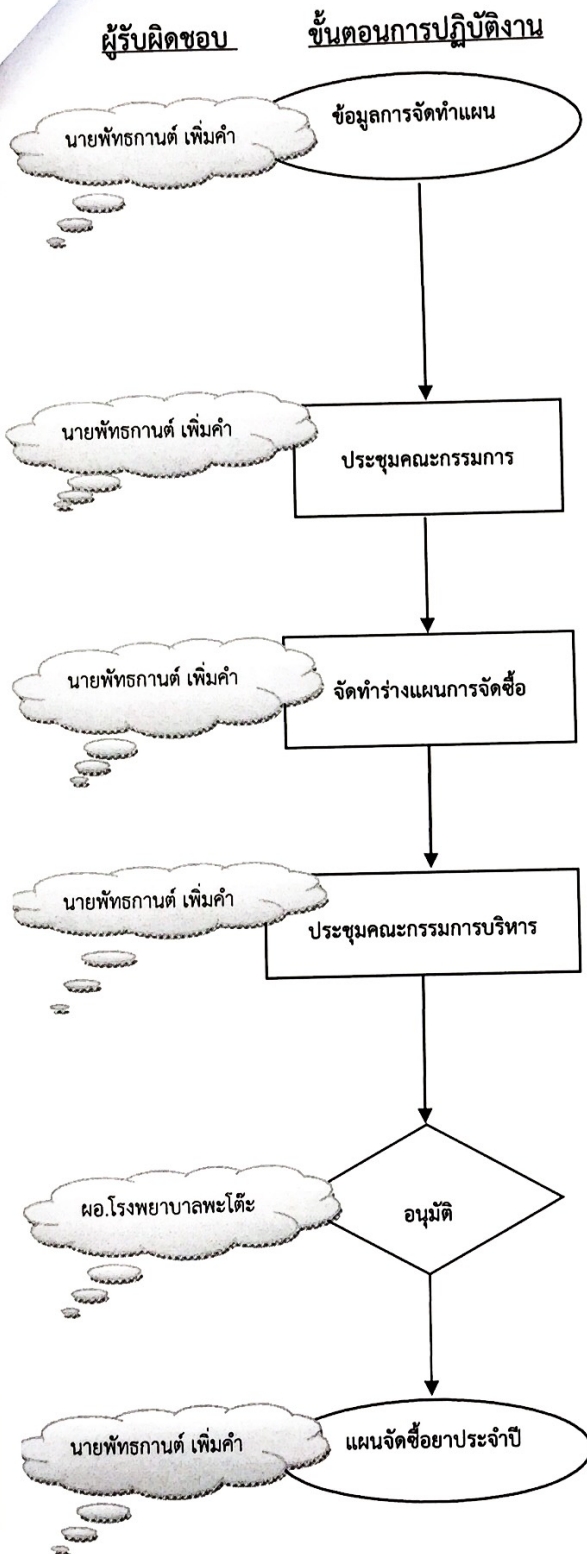 ผู้รับผิดชอบ ขั้นตอนการปฏิบัติงาน
ข้อมูลการจัดทำแผน
นายพัทธกานต์ เพิ่มคำ
นายพัทธกานต์ เพิ่มคำ
ประชุมคณะกรรมการ
นายพัทธกานต์ เพิ่มคำ
จัดทำร่างแผนการจัดซื้อ
นายพัทธกานต์ เพิ่มคำ
ประชุมคณะกรรมการบริหาร
ผอ.โรงพยาบาลพะโต๊ะ
อนุมัติ
นายพัทธกานต์ เพิ่มคำ
แผนจัดซื้อยาประจำปี